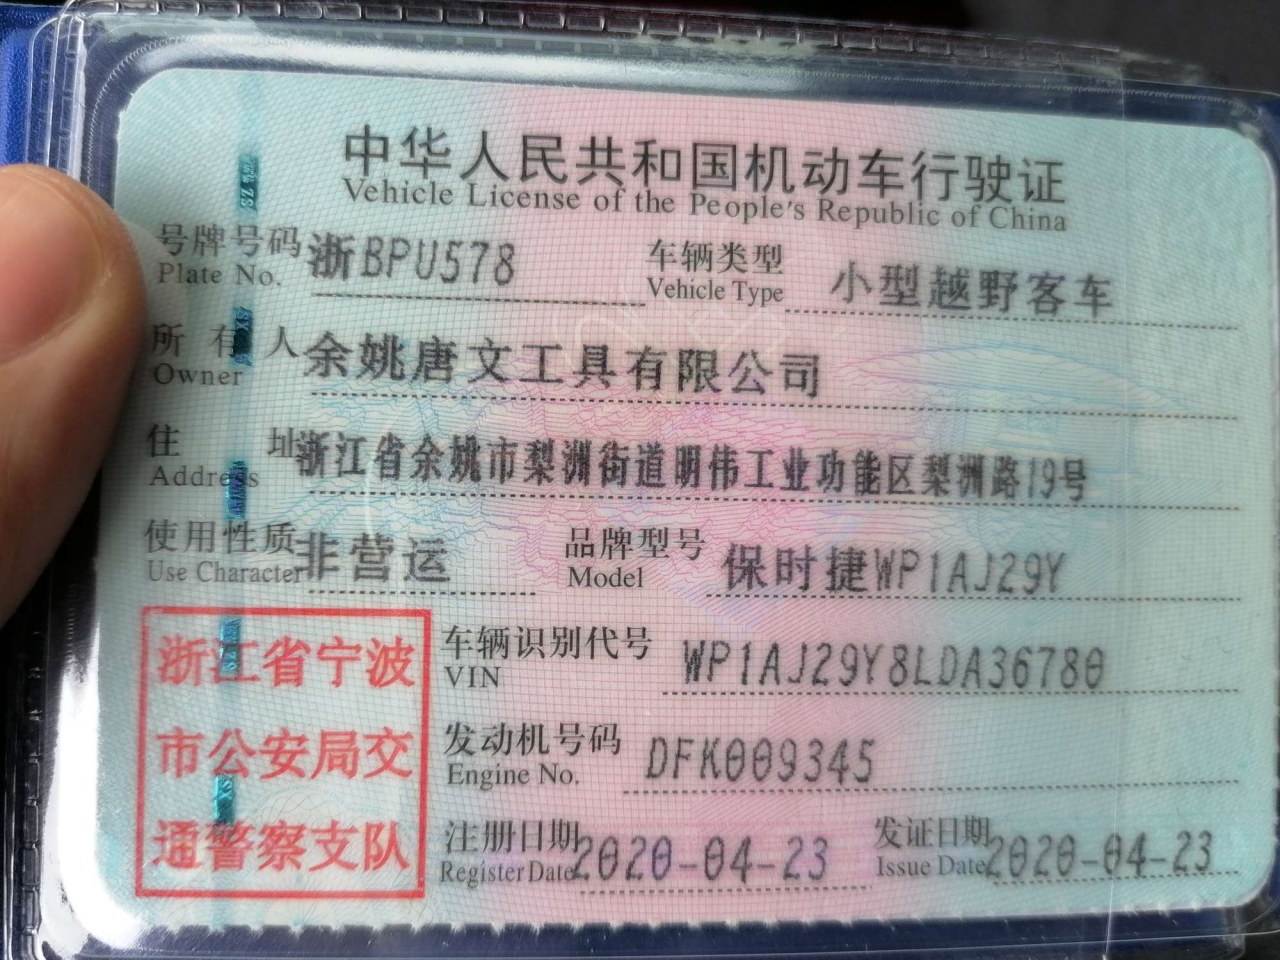 中华人民共和国机动车行驶证
Vehicle License of the People's Republic of China
号牌号码 浙BPU578 车辆类型 小型越野客车
Plate No. Vehicle Type
所有人 余姚唐文工具有限公司
Owner
住址 浙江省余姚市梨洲街道明伟工业功能区梨洲路19号
Address
使用性质 非营运 品牌型号 保时捷WP1AJ29Y
Use Character Model
车辆识别代号 WP1AJ29Y8LDA36780
VIN
发动机号码 DFK009345
Engine No.
注册日期 2020-04-23 发证日期 2020-04-23
Register Date Issue Date
浙江省宁波
市公安局交
通警察支队